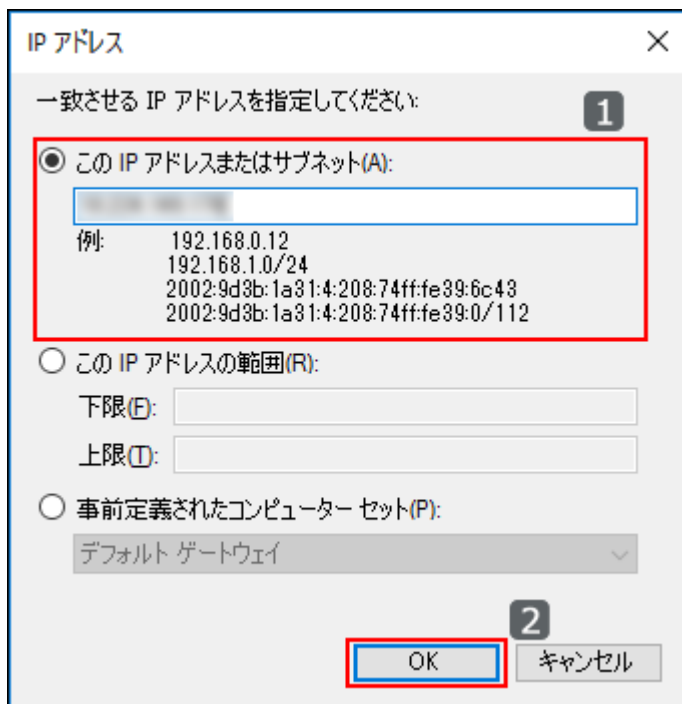 IP アドレス
一致させる IP アドレスを指定してください:
1
この IP アドレスまたはサブネット(A):
例: 192.168.0.12
192.168.1.0/24
2002:9d3b:1a31:4:208:74ff:fe39:6c43
2002:9d3b:1a31:4:208:74ff:fe39:0/112
この IP アドレスの範囲(R):
下限(F):
上限(T):
事前定義されたコンピューター セット(P):
デフォルト ゲートウェイ
2
OK キャンセル